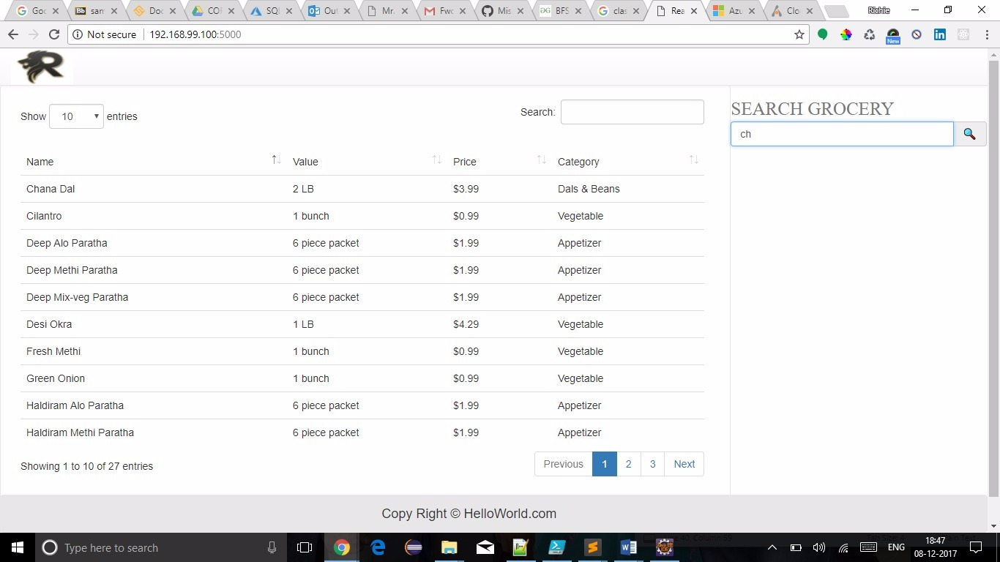 Goo
Bb sam
Doc
COF
SQL
Out
Mr.
Fwc
Mis
BFS
clas
Rea
Azu
Clo
Richie
Not secure 192.168.99.100:5000
New
R
Show 10 entries
Search:
SEARCH GROCERY
ch
Name Value Price Category
Chana Dal 2 LB $3.99 Dals & Beans
Cilantro 1 bunch $0.99 Vegetable
Deep Alo Paratha 6 piece packet $1.99 Appetizer
Deep Methi Paratha 6 piece packet $1.99 Appetizer
Deep Mix-veg Paratha 6 piece packet $1.99 Appetizer
Desi Okra 1 LB $4.29 Vegetable
Fresh Methi 1 bunch $0.99 Vegetable
Green Onion 1 bunch $0.99 Vegetable
Haldiram Alo Paratha 6 piece packet $1.99 Appetizer
Haldiram Methi Paratha 6 piece packet $1.99 Appetizer
Showing 1 to 10 of 27 entries
Previous 1 2 3 Next
Copy Right © HelloWorld.com
Type here to search
ENG
18:47
08-12-2017